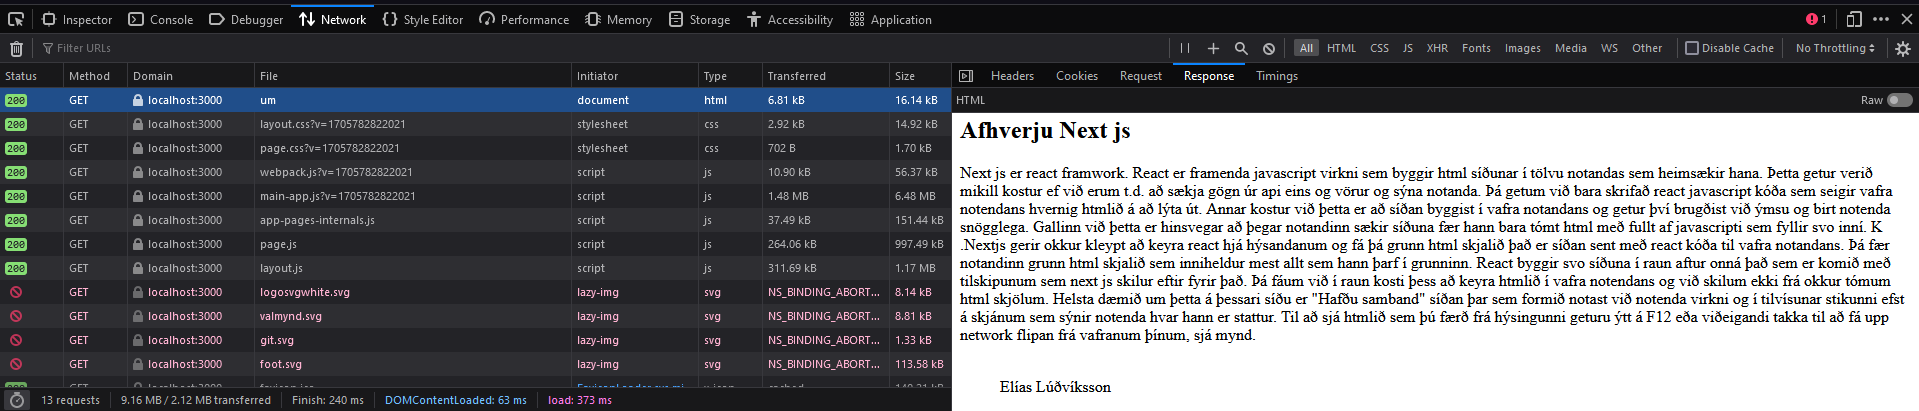 Inspector Console Debugger Network Style Editor Performance Memory Storage Accessibility Application 1
Filter URLs All HTML CSS JS XHR Fonts Images Media WS Other Disable Cache No Throttling
Status Method Domain File Initiator Type Transferred Size
200 GET localhost:3000 um document html 6.81 kB 16.14 kB
200 GET localhost:3000 layout.css?v=1705782822021 stylesheet css 2.92 kB 14.92 kB
200 GET localhost:3000 page.css?v=1705782822021 stylesheet css 702 B 1.70 kB
200 GET localhost:3000 webpack.js?v=1705782822021 script js 10.90 kB 56.37 kB
200 GET localhost:3000 main-app.js?v=1705782822021 script js 1.48 MB 6.48 MB
200 GET localhost:3000 app-pages-internals.js script js 37.49 kB 151.44 kB
200 GET localhost:3000 page.js script js 264.06 kB 997.49 kB
200 GET localhost:3000 layout.js script js 311.69 kB 1.17 MB
GET localhost:3000 logosvgwhite.svg lazy-img svg NS_BINDING_ABORT... 8.14 kB
GET localhost:3000 valmynd.svg lazy-img svg NS_BINDING_ABORT... 8.81 kB
GET localhost:3000 git.svg lazy-img svg NS_BINDING_ABORT... 1.33 kB
GET localhost:3000 foot.svg lazy-img svg NS_BINDING_ABORT... 113.58 kB
13 requests 9.16 MB / 2.12 MB transferred Finish: 240 ms DOMContentLoaded: 63 ms load: 373 ms
Headers Cookies Request Response Timings
HTML Raw
Afhverju Next js
Next js er react framwork. React er framenda javascript virkni sem byggir html síðunar í tölvu notandas sem heimsækir hana. Þetta getur verið
mikill kostur ef við erum t.d. að sækja gögn úr api eins og vörur og sýna notanda. Þá getum við bara skrifað react javascript kóða sem seigir vafra
notendans hvernig htmlið á að lýta út. Annar kostur við þetta er að síðan byggist í vafra notandans og getur því brugðist við ýmsu og birt notenda
snögglega. Gallinn við þetta er hinsvegar að þegar notandinn sækir síðuna fær hann bara tómt html með fullt af javascripti sem fyllir svo inní. K
.Nextjs gerir okkur kleypt að keyra react hjá hýsandanum og fá þá grunn html skjalið það er síðan sent með react kóða til vafra notandans. Þá fær
notandinn grunn html skjalið sem inniheldur mest allt sem hann þarf í grunninn. React byggir svo síðuna í raun aftur onná það sem er komið með
tilskipunum sem next js skilur eftir fyrir það. Þá fáum við í raun kosti þess að keyra htmlið í vafra notendans og við skilum ekki frá okkur tómum
html skjölum. Helsta dæmið um þetta á þessari síðu er "Hafðu samband" síðan þar sem formið notast við notenda virkni og í tilvísunar stikunni efst
á skjánum sem sýnir notenda hvar hann er stattur. Til að sjá htmlið sem þú færð frá hýsingunni geturu ýtt á F12 eða viðeigandi takka til að fá upp
network flipan frá vafranum þínum, sjá mynd.
Elías Lúðvíksson